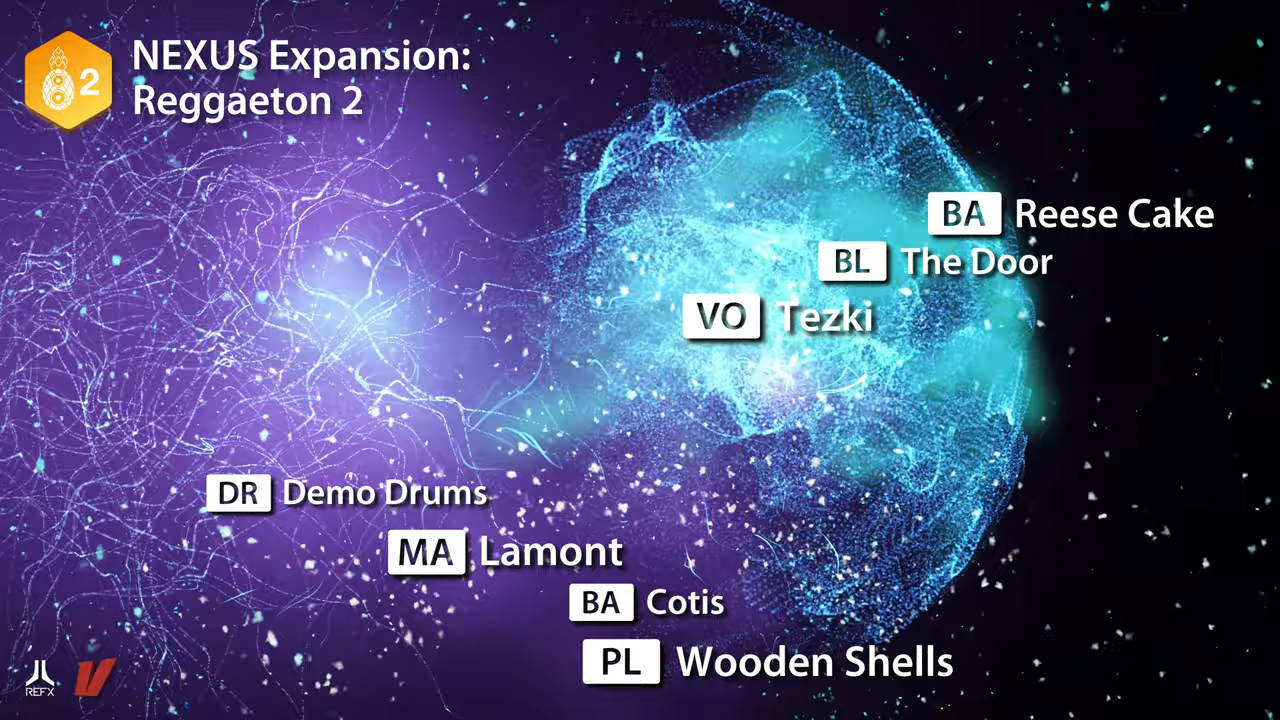 2
NEXUS Expansion:
Reggaeton 2
BA Reese Cake
BL The Door
VO Tezki
DR Demo Drums
MA Lamont
BA Cotis
PL Wooden Shells
REFX
V